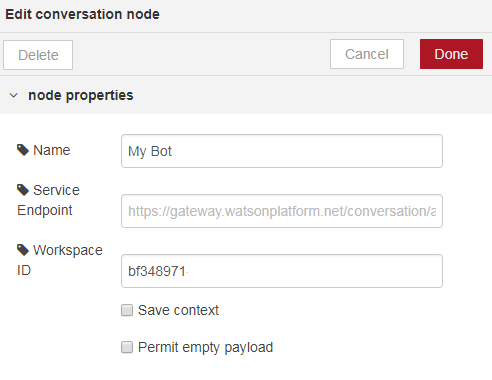 Edit conversation node
Delete Cancel Done
node properties
Name My Bot
Service
Endpoint https://gateway.watsonplatform.net/conversation/a
Workspace
ID bf348971
Save context
Permit empty payload